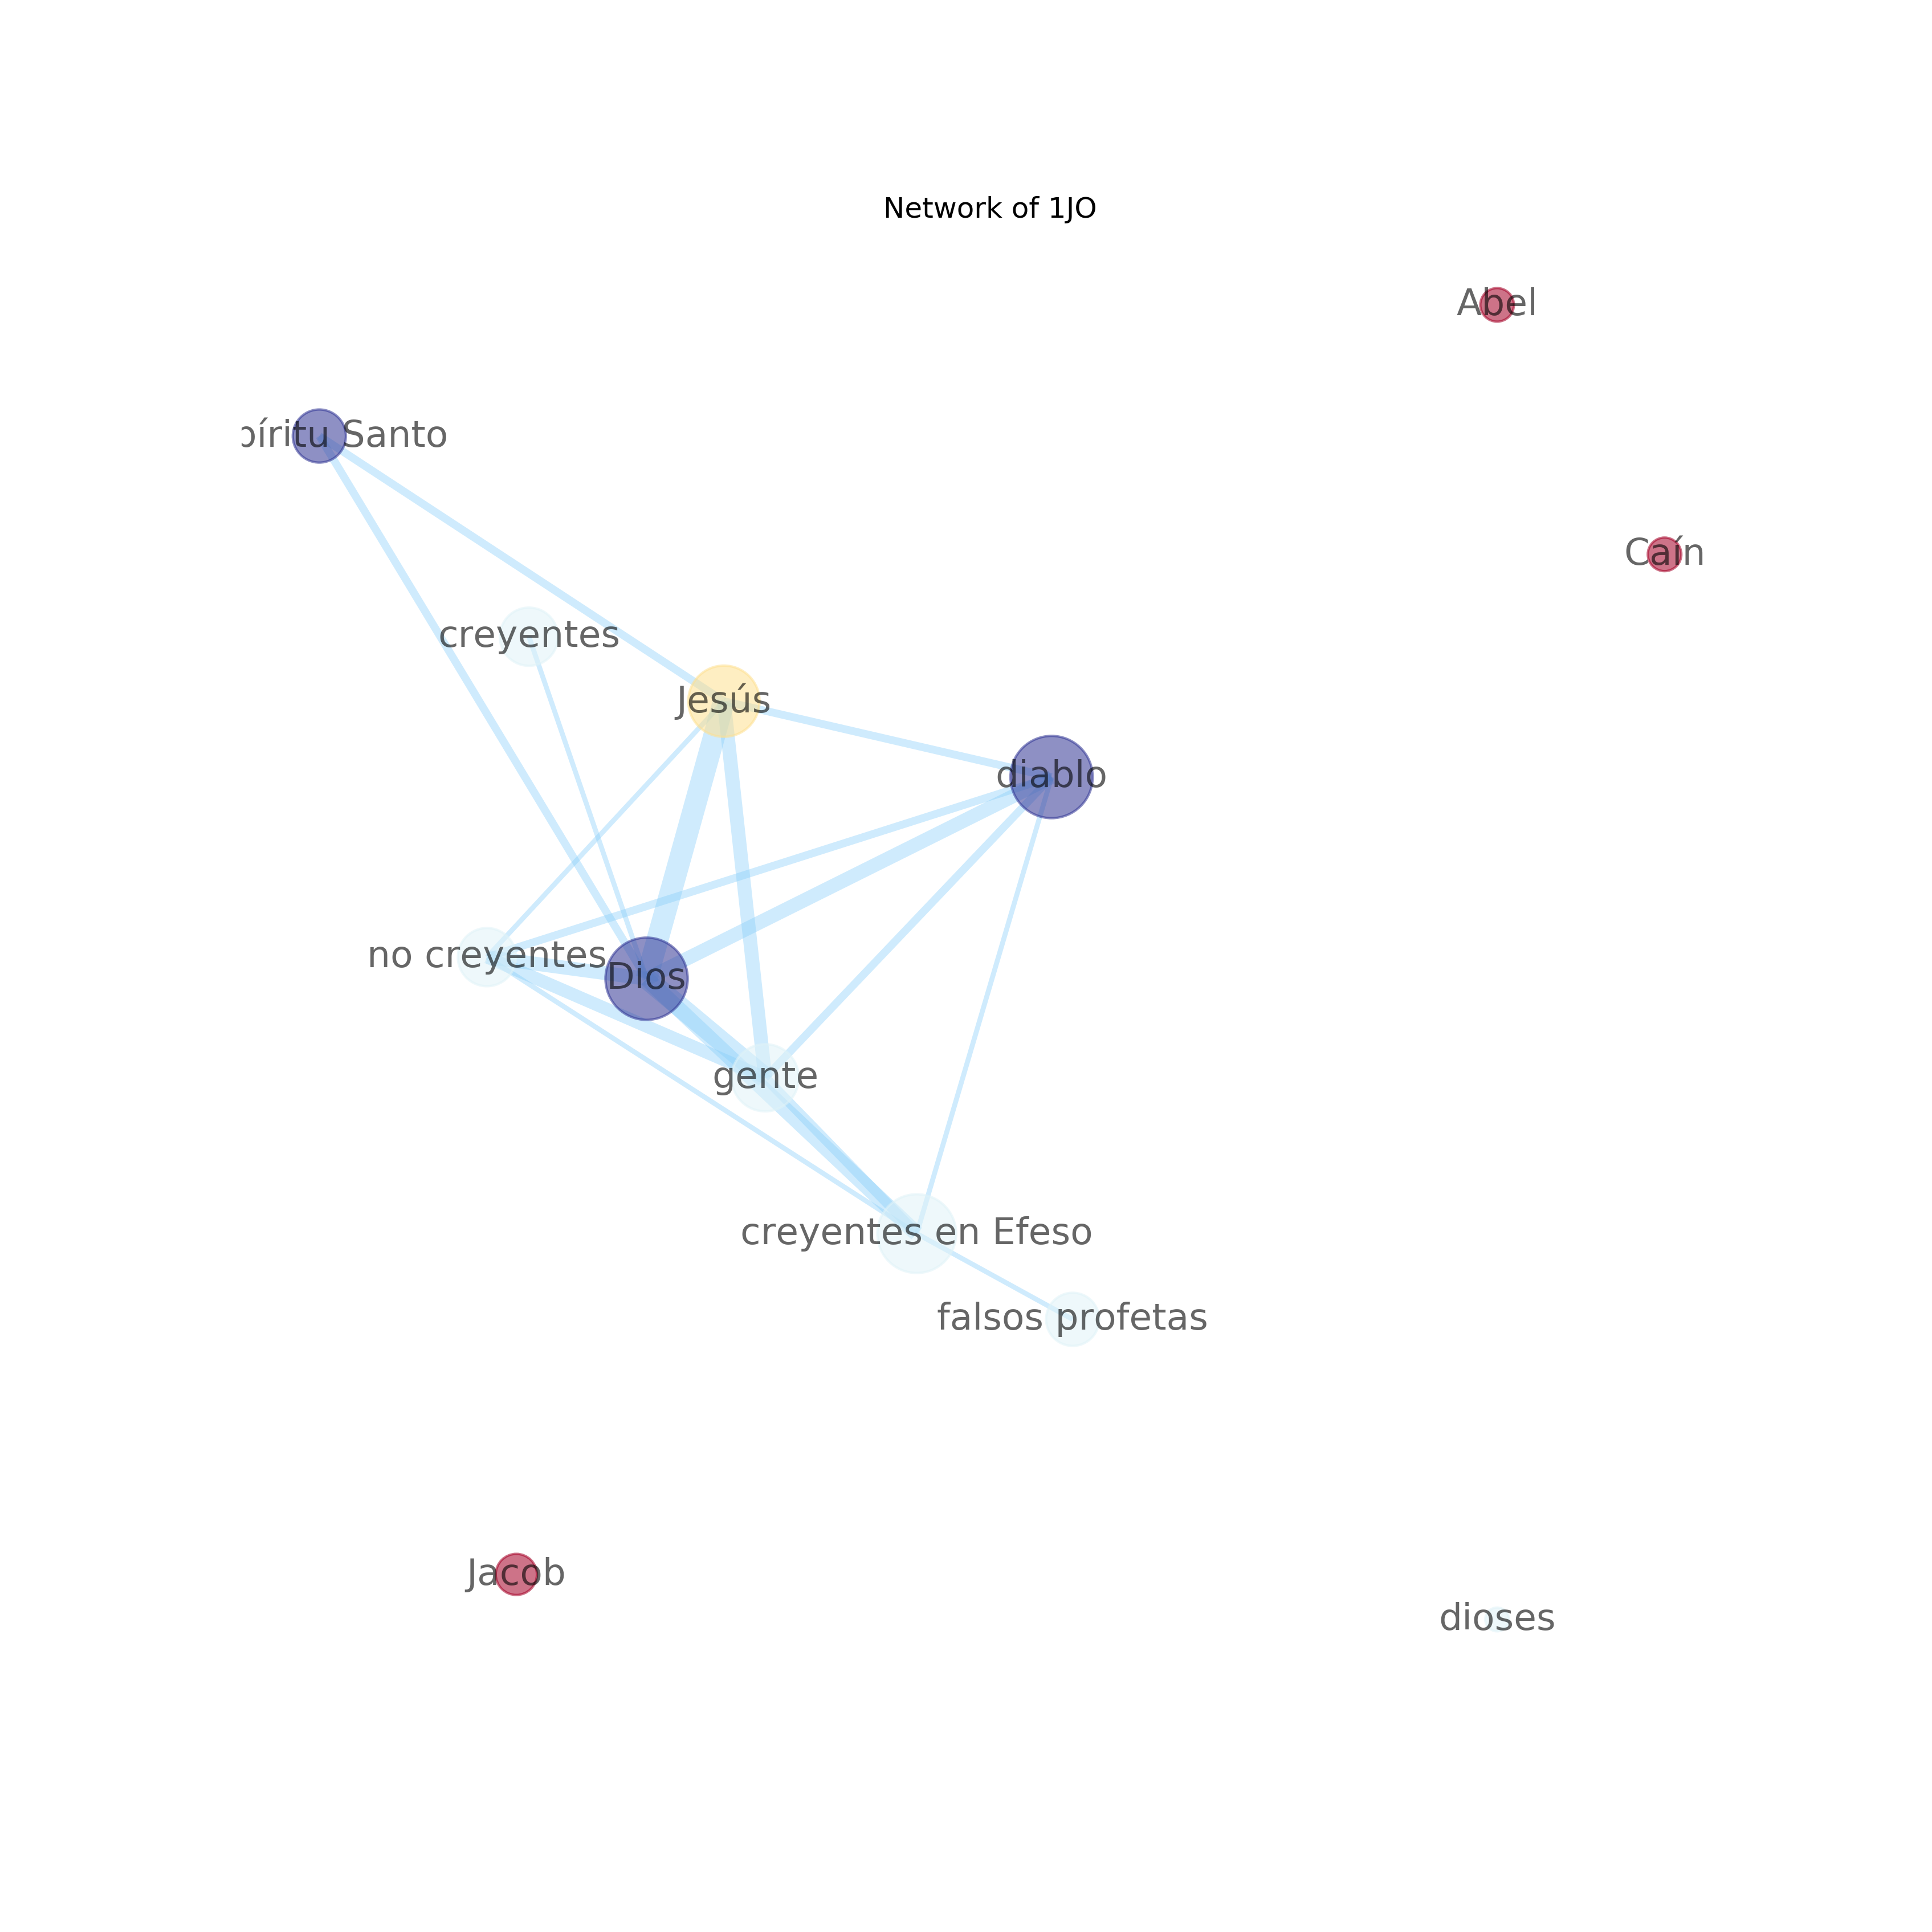 Network of 1JO
Abel
píritu Santo
Caín
creyentes
Jesús
diablo
no creyentes
Dios
gente
creyentes en Efeso
falsos profetas
Jacob
dioses